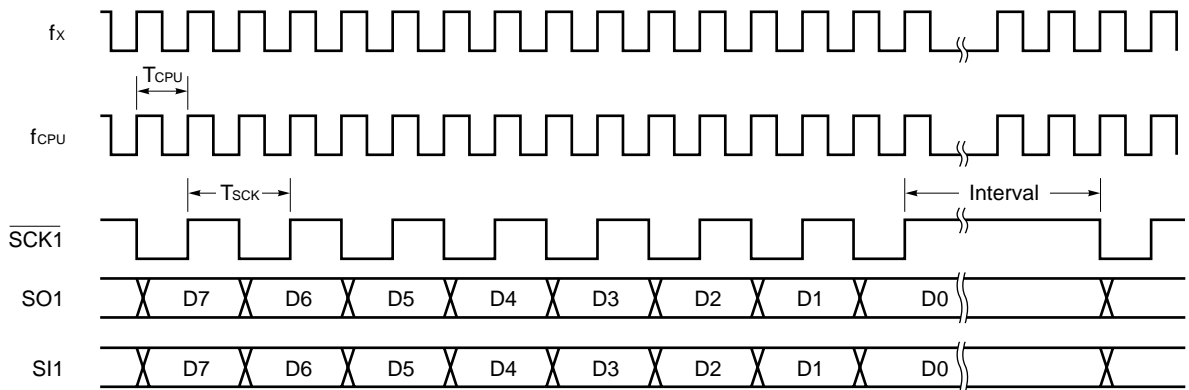 fX
TCPU
fCPU
TSCK
Interval
SCK1
SO1 D7 D6 D5 D4 D3 D2 D1 D0
SI1 D7 D6 D5 D4 D3 D2 D1 D0